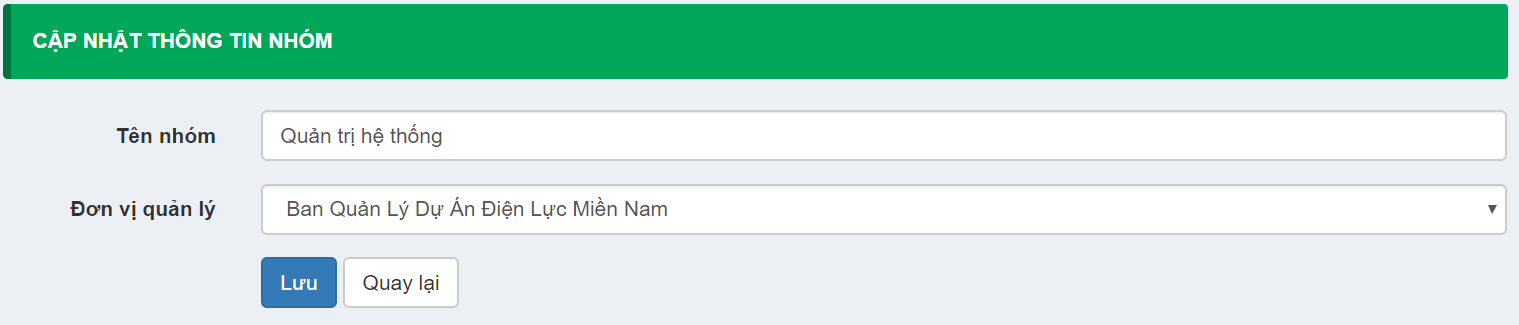 CẬP NHẬT THÔNG TIN NHÓM
Tên nhóm
Quản trị hệ thống
Đơn vị quản lý
Ban Quản Lý Dự Án Điện Lực Miền Nam
Lưu
Quay lại